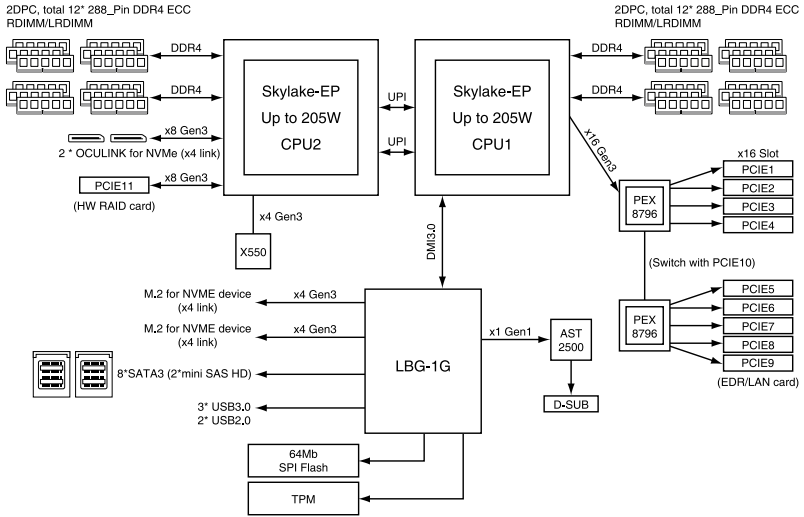 2DPC, total 12* 288_Pin DDR4 ECC
RDIMM/LRDIMM
2DPC, total 12* 288_Pin DDR4 ECC
RDIMM/LRDIMM
DDR4
DDR4
x8 Gen3
2 * OCULINK for NVMe (x4 link)
PCIE11
x8 Gen3
(HW RAID card)
Skylake-EP
Up to 205W
CPU2
UPI
UPI
Skylake-EP
Up to 205W
CPU1
DDR4
DDR4
x16 Gen3
x16 Slot
PEX
8796
PCIE1
PCIE2
PCIE3
PCIE4
(Switch with PCIE10)
PEX
8796
PCIE5
PCIE6
PCIE7
PCIE8
PCIE9
(EDR/LAN card)
x4 Gen3
X550
DMI3.0
M.2 for NVME device
(x4 link)
x4 Gen3
M.2 for NVME device
(x4 link)
x4 Gen3
8*SATA3 (2*mini SAS HD)
3* USB3.0
2* USB2.0
LBG-1G
x1 Gen1
AST
2500
D-SUB
64Mb
SPI Flash
TPM